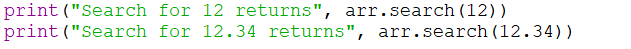 print("Search for 12 returns", arr.search(12))
print("Search for 12.34 returns", arr.search(12.34))